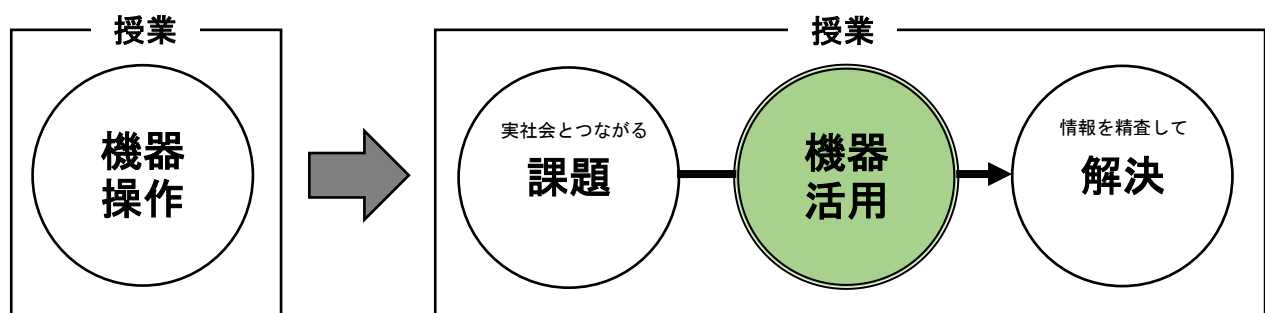 授業
機器
操作
授業
実社会とつながる
課題
機器
活用
情報を精査して
解決